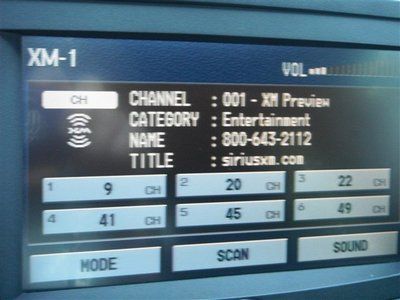 XM-1
VOL
CH CHANNEL : 001 - XM Preview
CATEGORY : Entertainment
XM NAME : 800-643-2112
TITLE : siriusxm.com
1 9 CH 2 20 CH 3 22 CH
4 41 CH 5 45 CH 6 49 CH
MODE SCAN SOUND